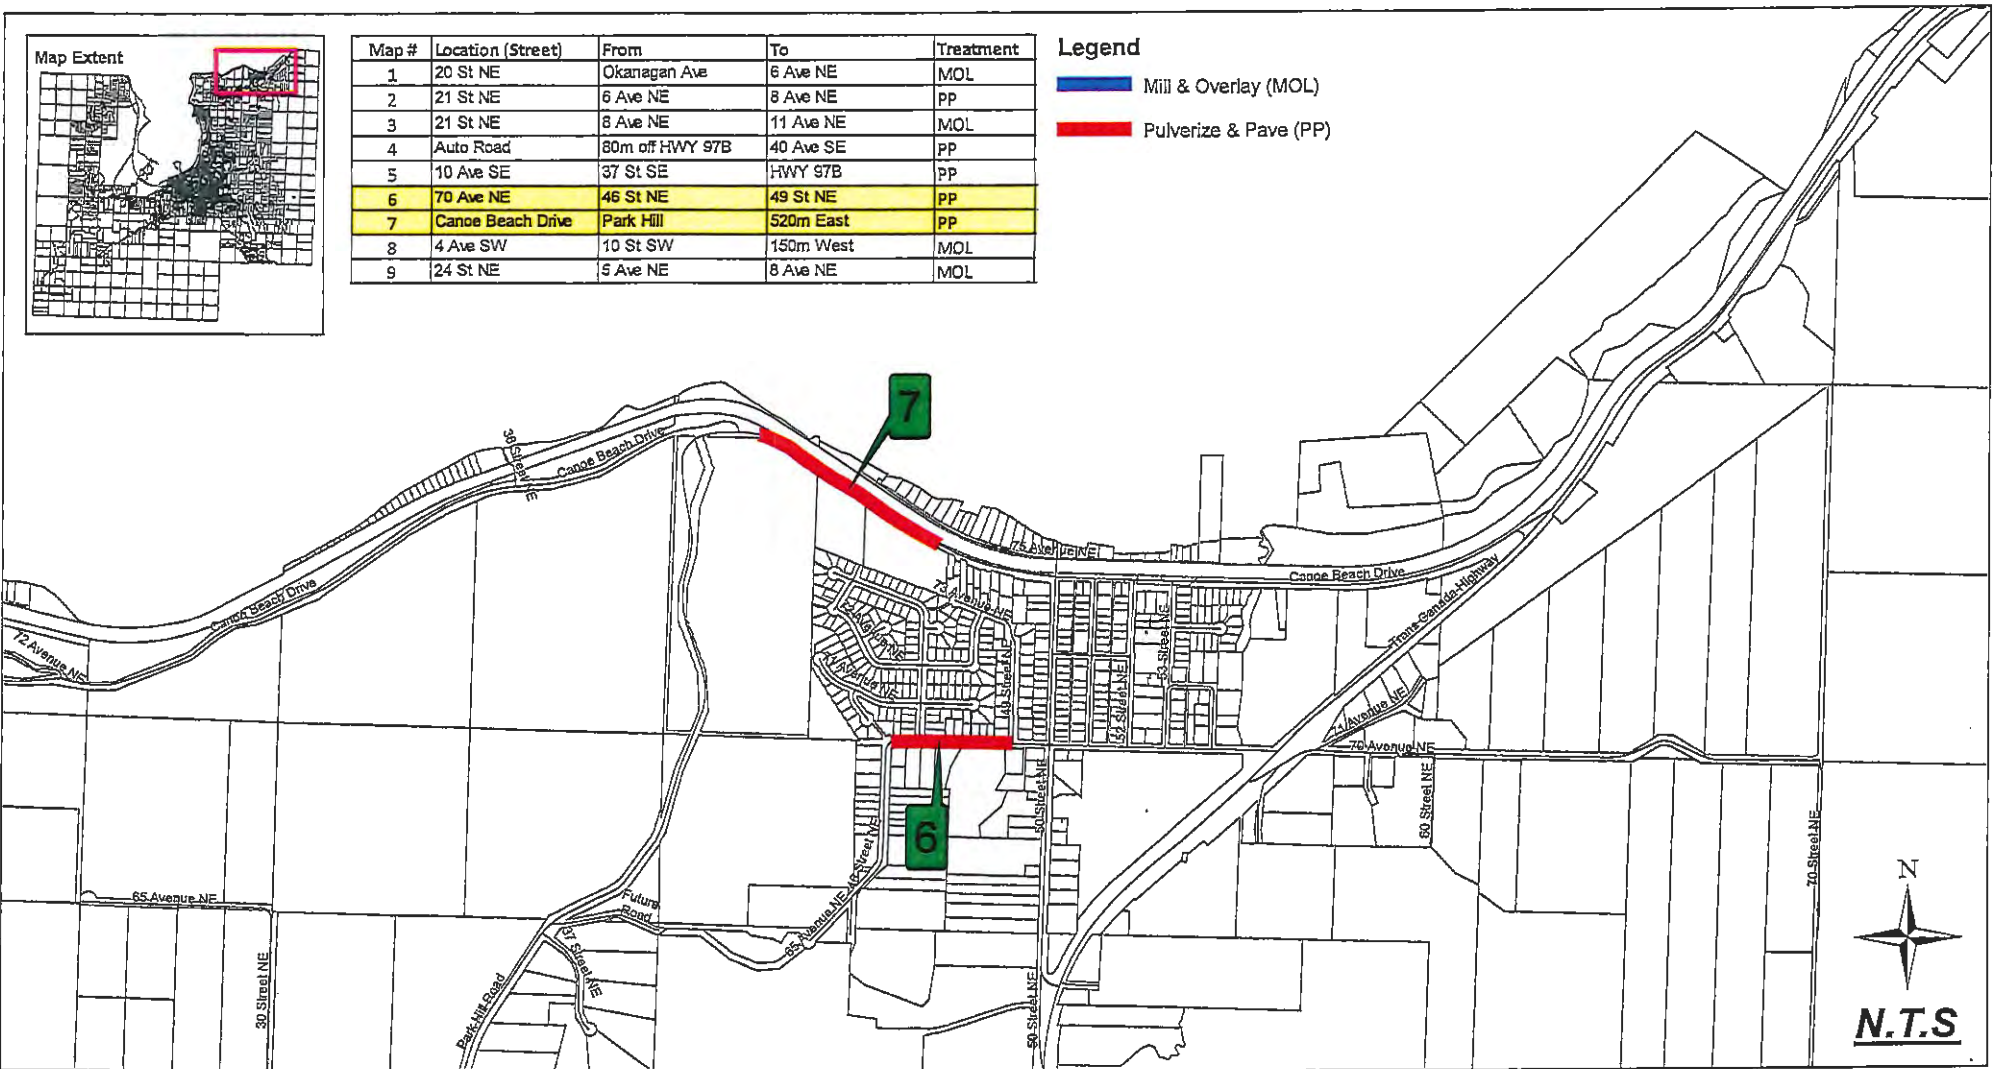 Map Extent
Map # Location (Street) From To Treatment
1 20 St NE Okanagan Ave 6 Ave NE MOL
2 21 St NE 6 Ave NE 8 Ave NE PP
3 21 St NE 8 Ave NE 11 Ave NE MOL
4 Auto Road 80m off HWY 97B 40 Ave SE PP
5 10 Ave SE 37 St SE HWY 97B PP
6 70 Ave NE 46 St NE 49 St NE PP
7 Canoe Beach Drive Park Hill 520m East PP
8 4 Ave SW 10 St SW 150m West MOL
9 24 St NE 5 Ave NE 8 Ave NE MOL
Legend
Mill & Overlay (MOL)
Pulverize & Pave (PP)
7
38 Street NE
Canoe Beach Drive
75 Avenue NE
Canoe Beach Drive
Canoe Beach Drive
Trans-Canada-Highway
73 Avenue NE
72 Avenue NE
72 Avenue NE
71 Avenue NE
49 Street NE
52 Street NE
53 Street NE
71 Avenue NE
70 Avenue NE
6
50 Street NE
60 Street NE
70 Street NE
46 Street NE
65 Avenue NE
65 Avenue NE
Future
Road
37 Street NE
30 Street NE
Park Hill Road
50 Street NE
N
N.T.S